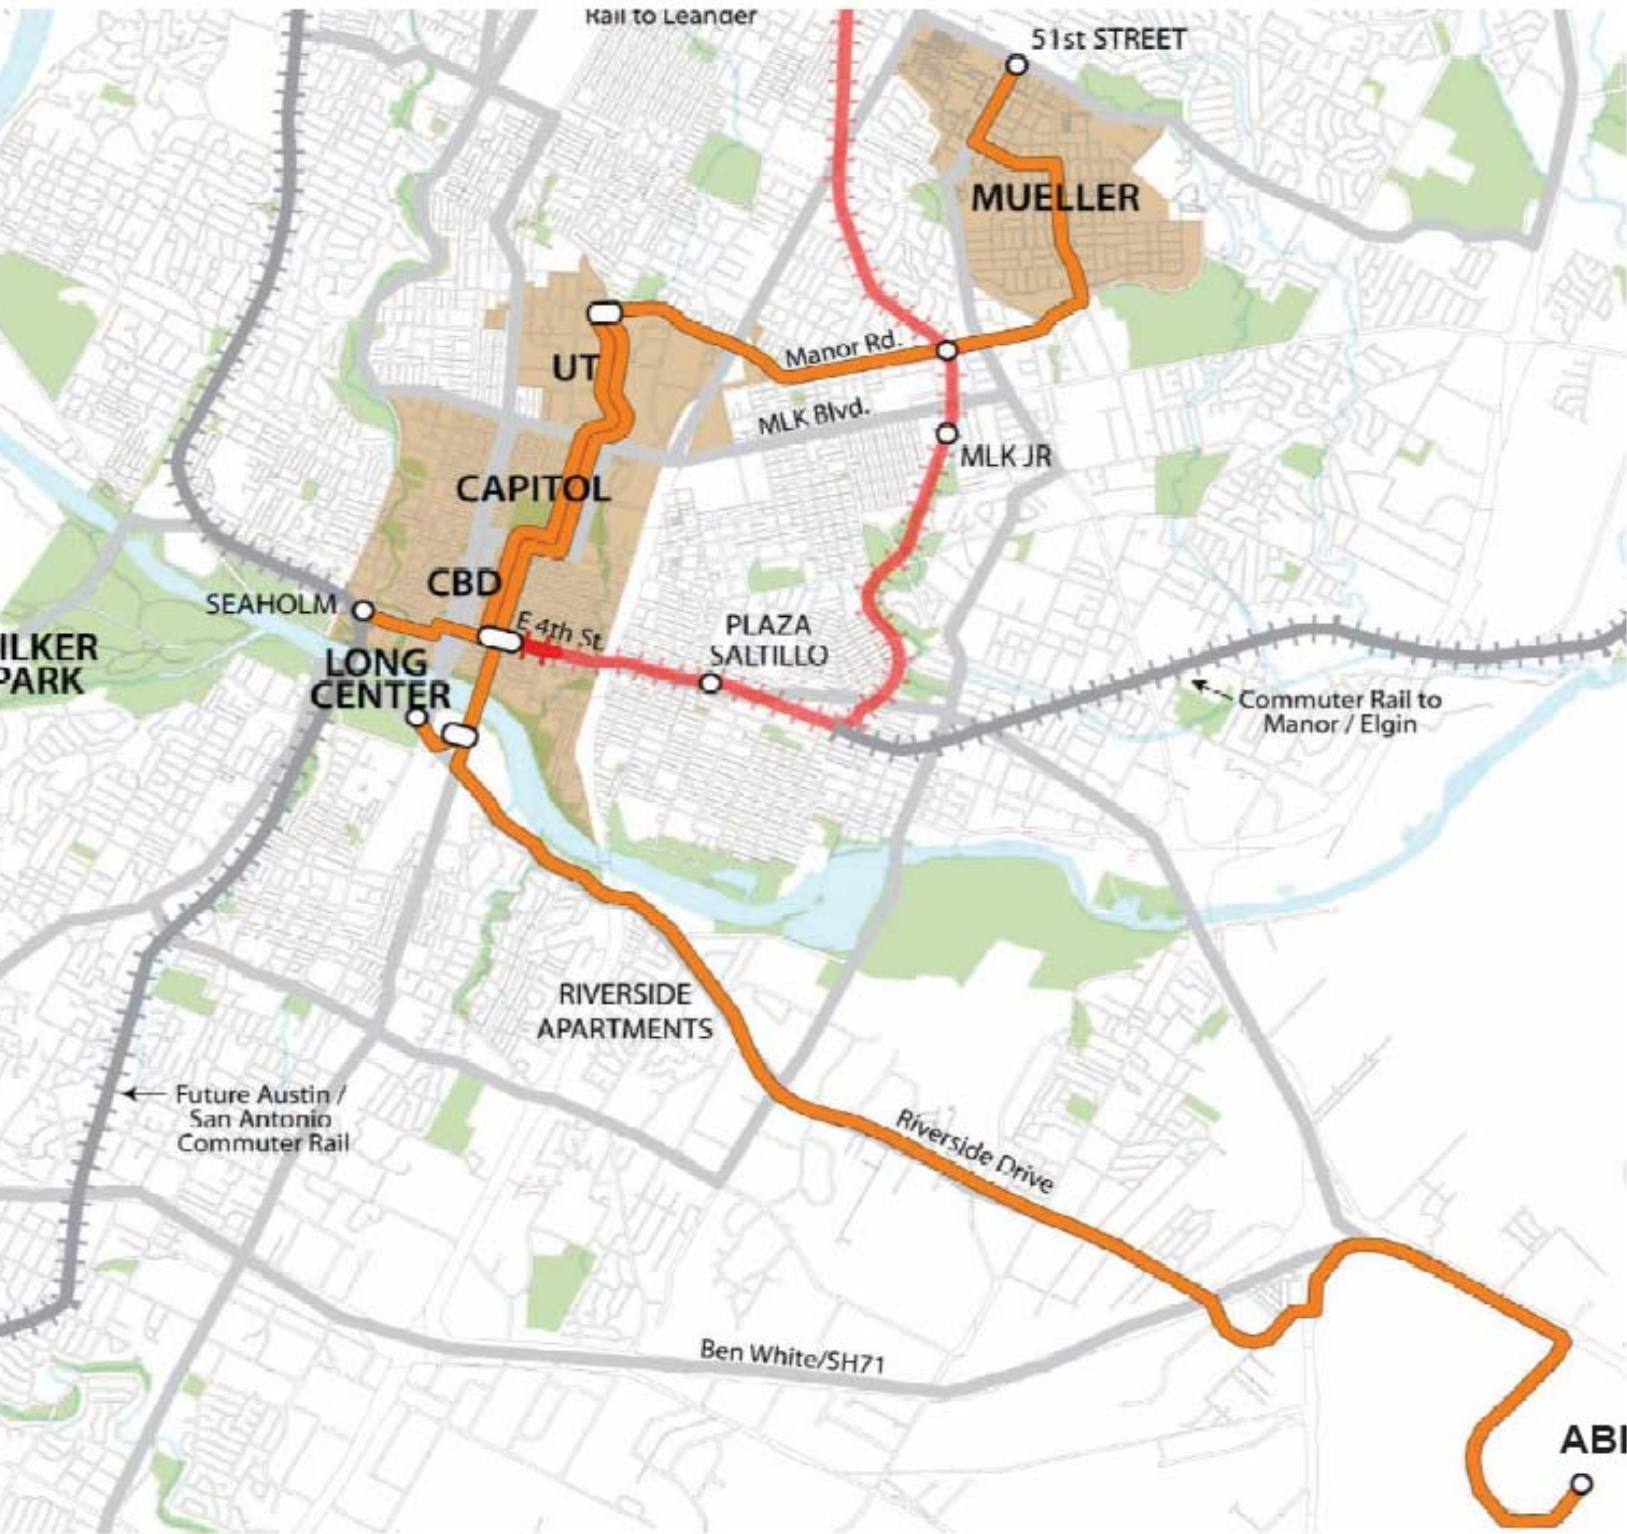 Rail to Leander
51st STREET
MUELLER
Manor Rd.
UT
MLK Blvd.
MLK JR
CAPITOL
CBD
SEAHOLM
E 4th St.
PLAZA
SALTILLO
ILKER
PARK
LONG
CENTER
Commuter Rail to
Manor / Elgin
RIVERSIDE
APARTMENTS
Future Austin /
San Antonio
Commuter Rail
Riverside Drive
Ben White/SH71
ABI